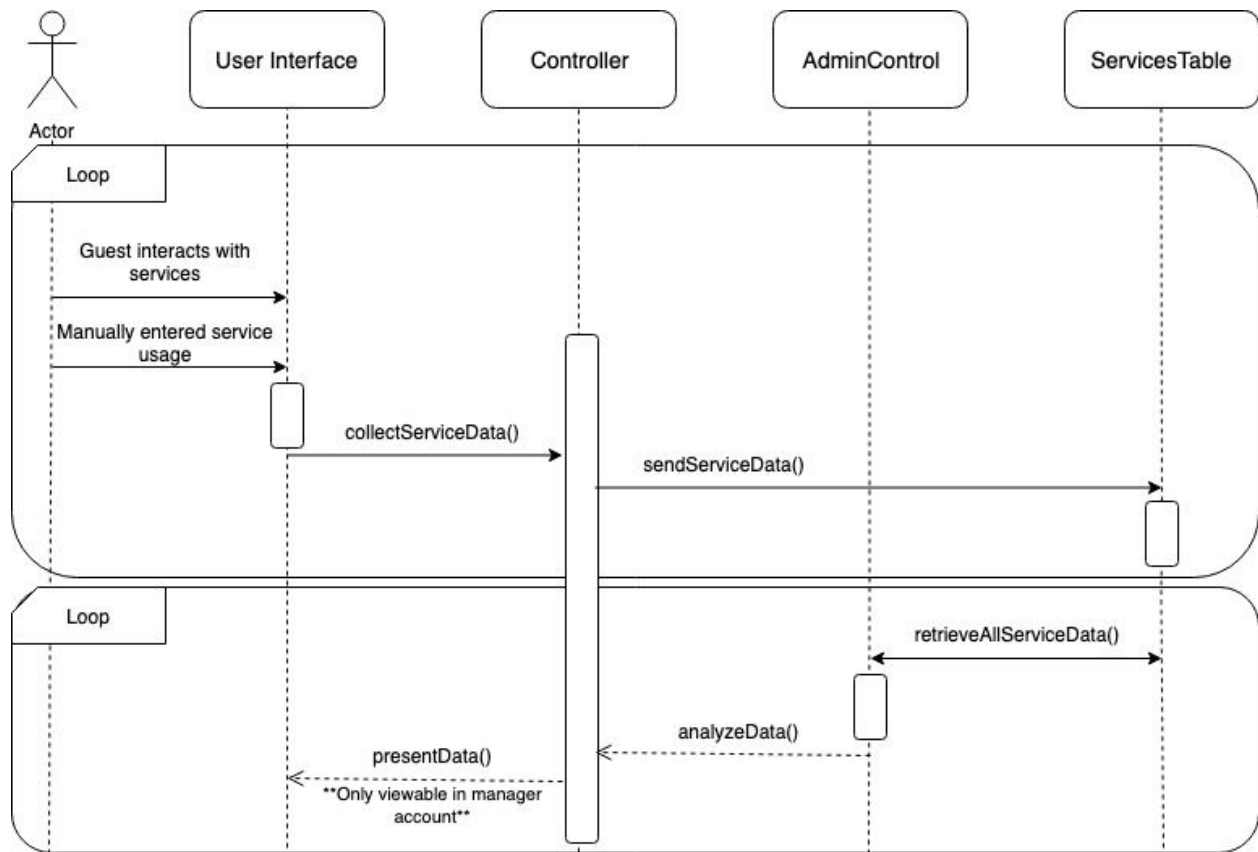 User Interface
Controller
AdminControl
ServicesTable
Actor
Loop
Guest interacts with
services
Manually entered service
usage
collectServiceData()
sendServiceData()
Loop
retrieveAllServiceData()
analyzeData()
presentData()
**Only viewable in manager
account**